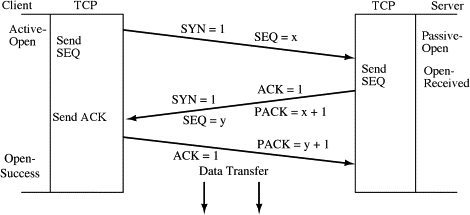 Client TCP TCP Server
Active-
Open
Send
SEQ
SYN = 1
SEQ = x
Passive-
Open
Send
SEQ
Open-
Received
ACK = 1
SYN = 1
PACK = x + 1
SEQ = y
Send ACK
PACK = y + 1
ACK = 1
Open-
Success
Data Transfer